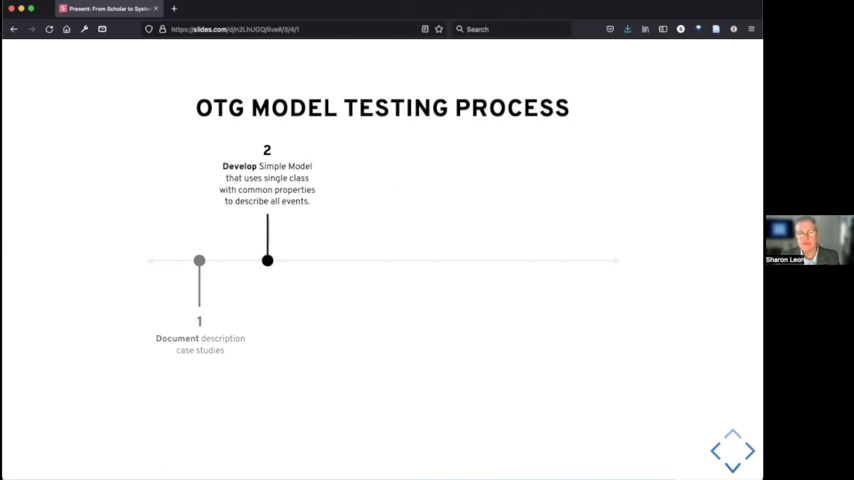 Present: From Scholar to Syste
https://slides.com/d/n2LhUGQ/live#/3/4/1
Search
OTG MODEL TESTING PROCESS
2
Develop Simple Model
that uses single class
with common properties
to describe all events.
1
Document description
case studies
Sharon Leon